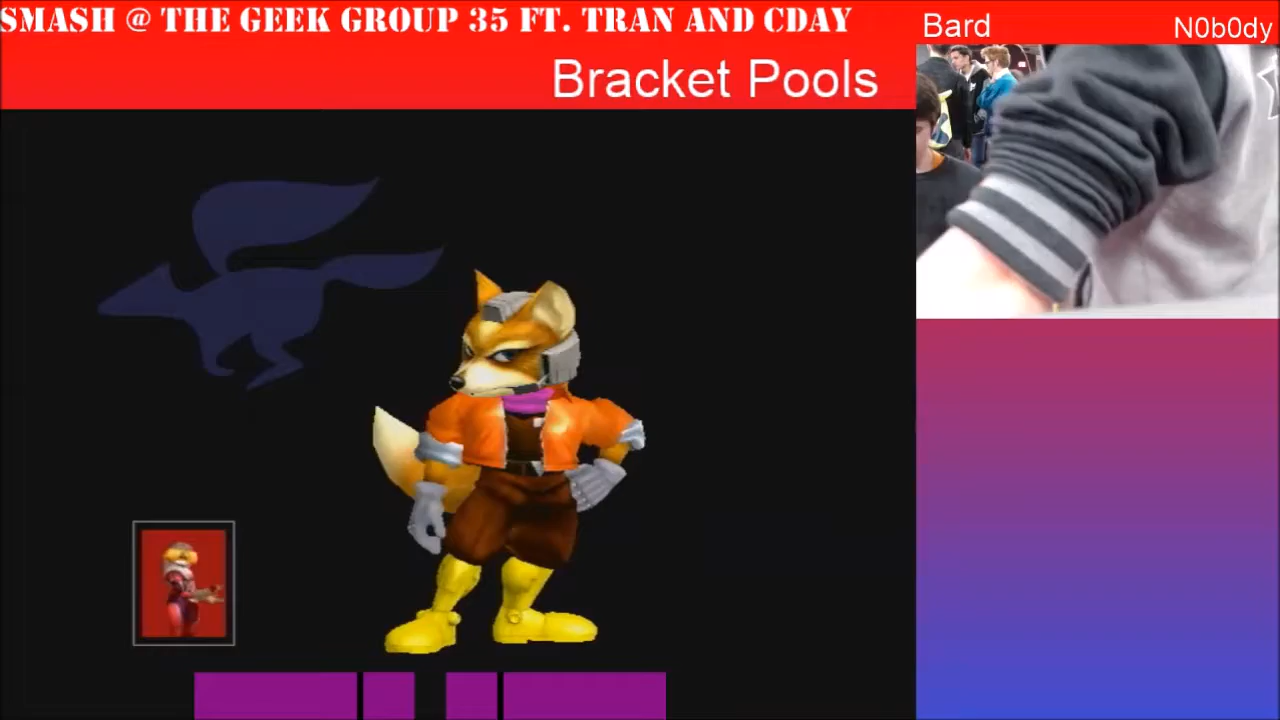 SMASH @ THE GEEK GROUP 35 FT. TRAN AND CDAY
Bracket Pools
Bard
N0b0dy